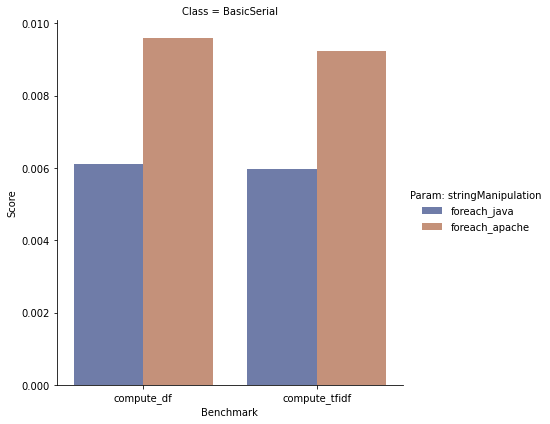 Class = BasicSerial
0.010
0.008
0.006
0.004
0.002
0.000
Score
compute_df
compute_tfidf
Benchmark
Param: stringManipulation
foreach_java
foreach_apache